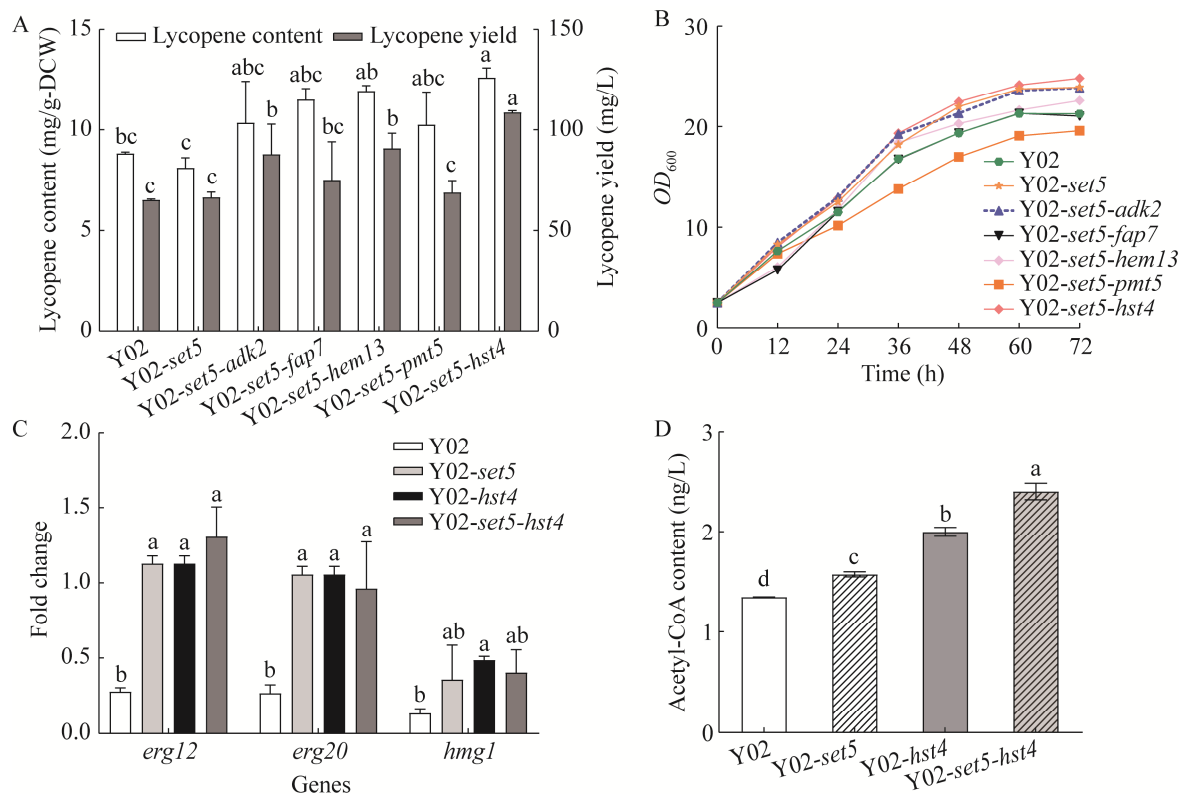 A
Lycopene content
Lycopene yield
Lycopene content (mg/g-DCW)
15
10
5
0
Lycopene yield (mg/L)
150
100
50
0
bc
c
c
c
abc
b
abc
bc
ab
b
abc
c
a
a
Y02
Y02-set5
Y02-set5-adk2
Y02-set5-fap7
Y02-set5-hem13
Y02-set5-pmt5
Y02-set5-hst4
B
OD600
30
20
10
0
0 12 24 36 48 60 72
Time (h)
Y02
Y02-set5
Y02-set5-adk2
Y02-set5-fap7
Y02-set5-hem13
Y02-set5-pmt5
Y02-set5-hst4
C
Fold change
2.0
1.5
1.0
0.5
0.0
Y02
Y02-set5
Y02-hst4
Y02-set5-hst4
b a a a
b a a a
b ab a ab
erg12 erg20 hmg1
Genes
D
Acetyl-CoA content (ng/L)
3
2
1
0
d
c
b
a
Y02
Y02-set5
Y02-hst4
Y02-set5-hst4